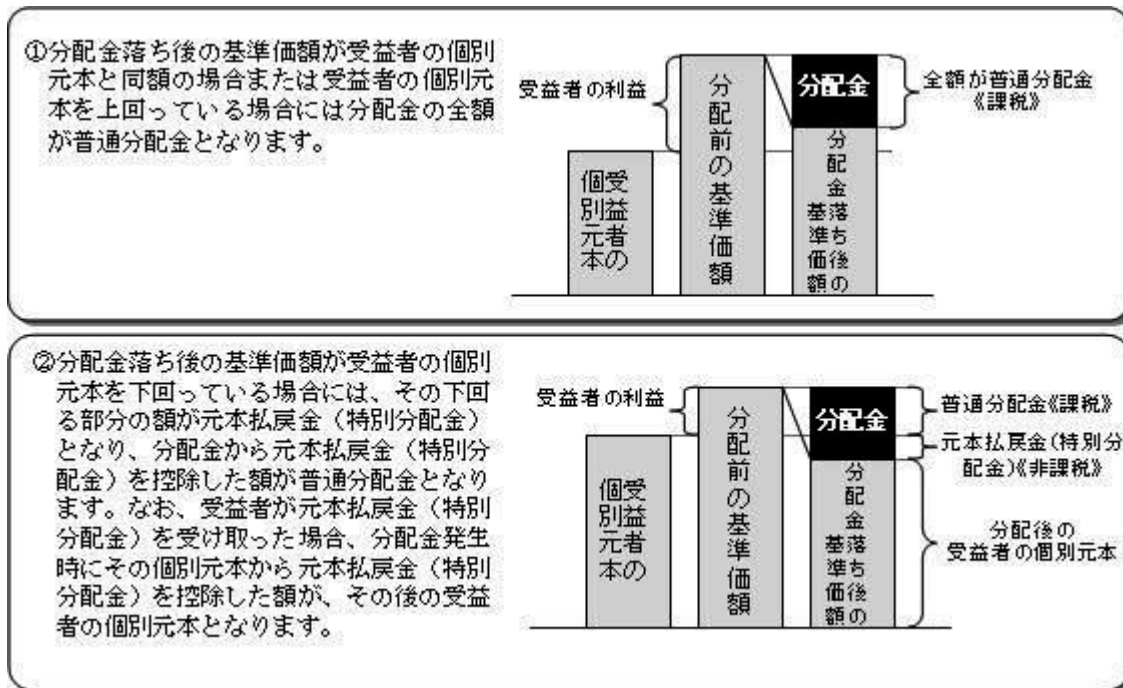 ①分配金落ち後の基準価額が受益者の個別
元本と同額の場合または受益者の個別元
本を上回っている場合には分配金の全額
が普通分配金となります。
受益者の利益
個別元本
受益者の
分配前の基準価額
分配金
基準価額
分配金落ち後の
全額が普通分配金
《課税》
②分配金落ち後の基準価額が受益者の個別
元本を下回っている場合には、その下回
る部分の額が元本払戻金（特別分配金）
となり、分配金から元本払戻金（特別分
配金）を控除した額が普通分配金となり
ます。なお、受益者が元本払戻金（特別
分配金）を受け取った場合、分配金発生
時にその個別元本から元本払戻金（特別
分配金）を控除した額が、その後の受益
者の個別元本となります。
受益者の利益
受益者の
個別元本
分配前の基準価額
分配金
分配金落ち後の
基準価額
普通分配金《課税》
元本払戻金(特別分
配金)《非課税》
分配後の
受益者の個別元本